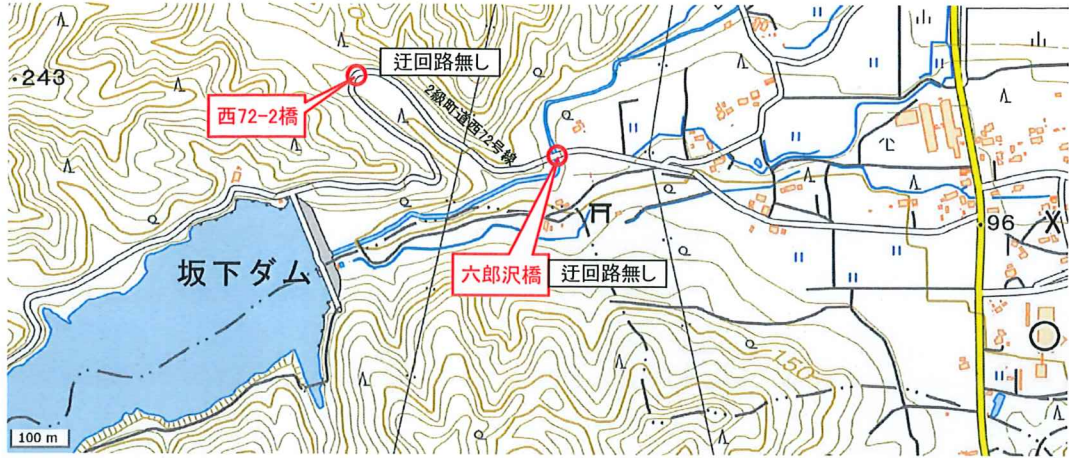 迂回路無し
・243
西72-2橋
2級町道西72号線
・96
坂下ダム
六郎沢橋
迂回路無し
150
100 m